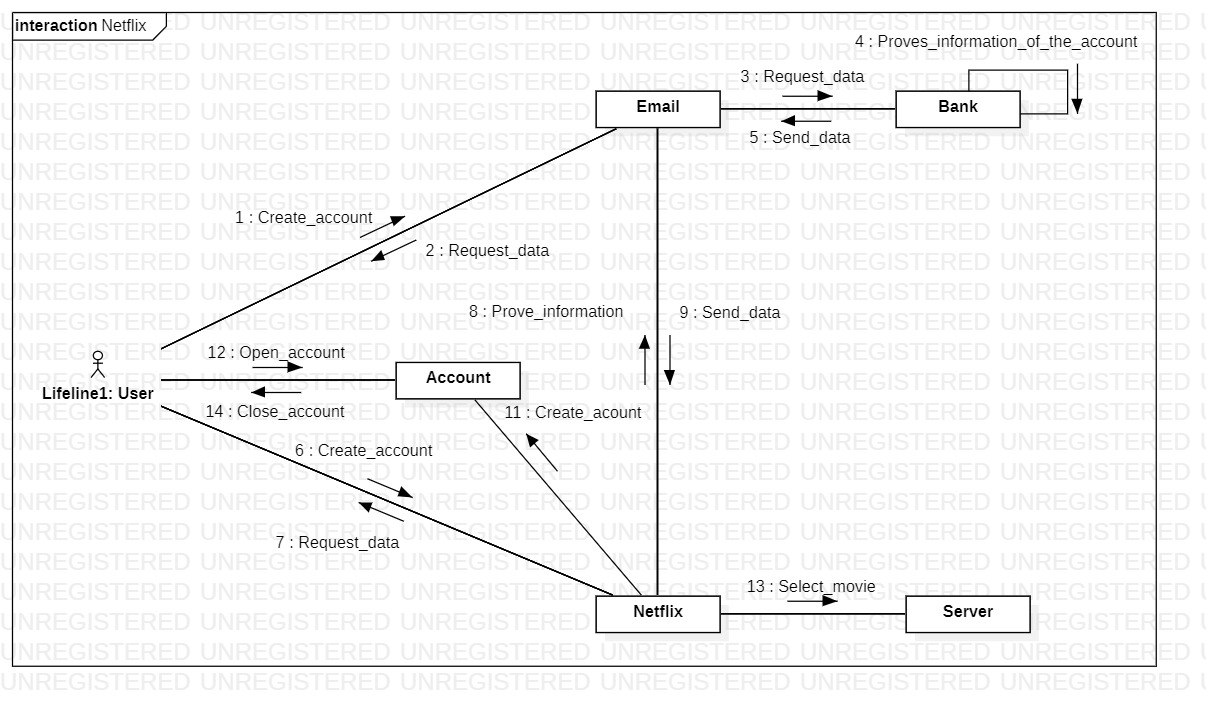 interaction Netflix
4 : Proves_information_of_the_account
3 : Request_data
Email
Bank
5 : Send_data
1 : Create_account
2 : Request_data
8 : Prove_information
9 : Send_data
12 : Open_account
Lifeline1: User
Account
14 : Close_account
11 : Create_acount
6 : Create_account
7 : Request_data
13 : Select_movie
Netflix
Server
UNREGISTERED